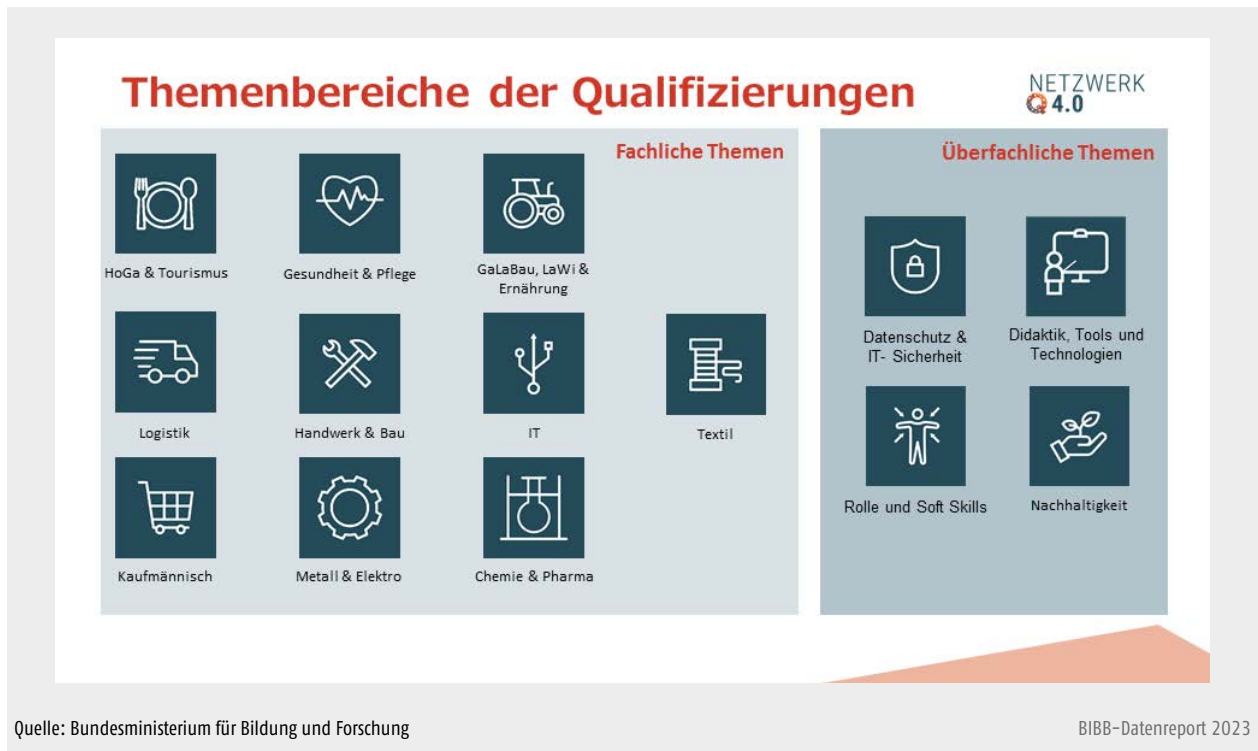 Themenbereiche der Qualifizierungen
NETZWERK
Q 4.0
Fachliche Themen
HoGa & Tourismus
Gesundheit & Pflege
GaLaBau, LaWi &
Ernährung
Logistik
Handwerk & Bau
IT
Textil
Kaufmännisch
Metall & Elektro
Chemie & Pharma
Überfachliche Themen
Datenschutz &
IT- Sicherheit
Didaktik, Tools und
Technologien
Rolle und Soft Skills
Nachhaltigkeit
Quelle: Bundesministerium für Bildung und Forschung
BIBB-Datenreport 2023